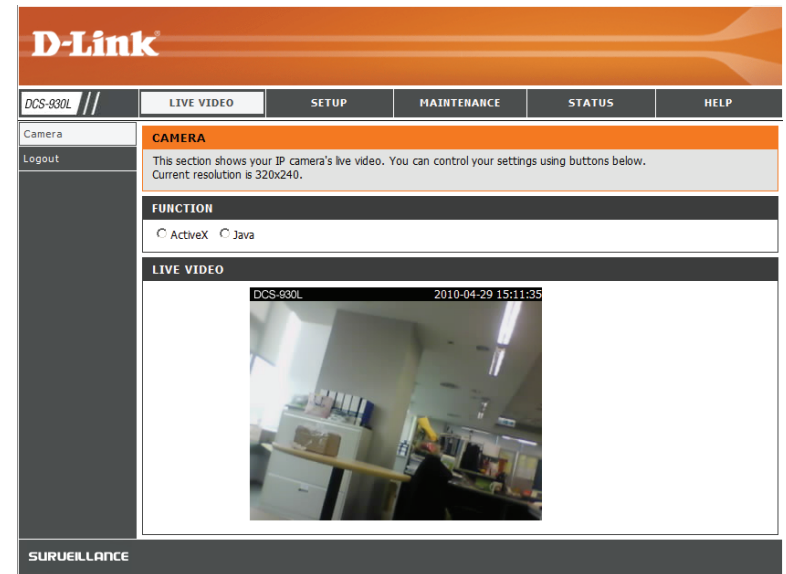 D-Link
DCS-930L
LIVE VIDEO
SETUP
MAINTENANCE
STATUS
HELP
Camera
Logout
CAMERA
This section shows your IP camera's live video. You can control your settings using buttons below.
Current resolution is 320x240.
FUNCTION
ActiveX
Java
LIVE VIDEO
DCS-930L
2010-04-29 15:11:35
SURVEILLANCE